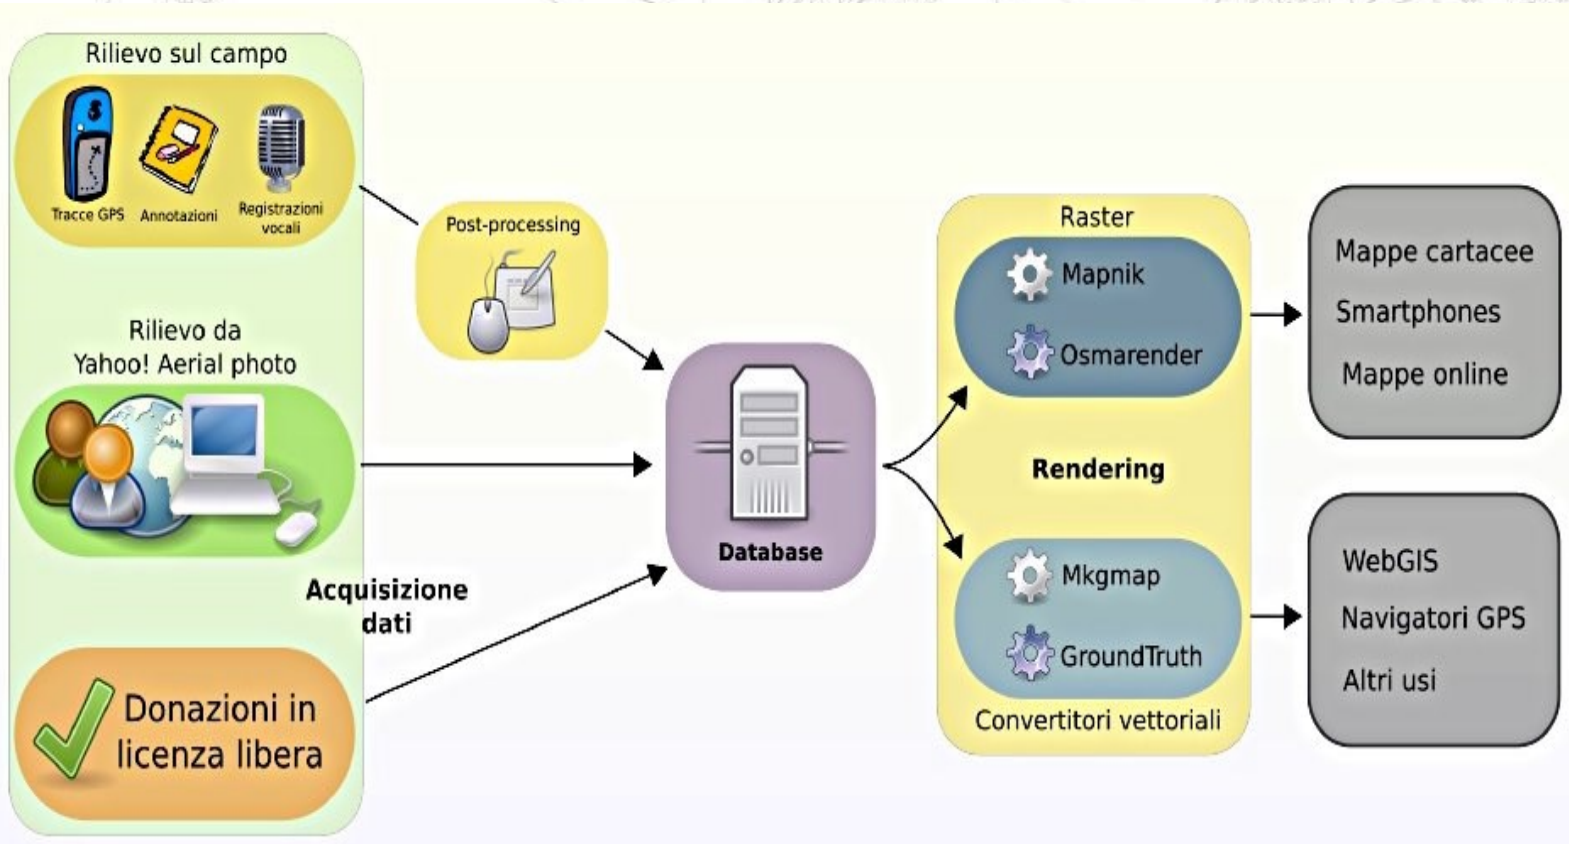 Rilievo sul campo
Tracce GPS
Annotazioni
Registrazioni
vocali
Rilievo da
Yahoo! Aerial photo
Acquisizione
dati
Donazioni in
licenza libera
Post-processing
Database
Raster
Mapnik
Osmarender
Rendering
Mkgmap
GroundTruth
Convertitori vettoriali
Mappe cartacee
Smartphones
Mappe online
WebGIS
Navigatori GPS
Altri usi